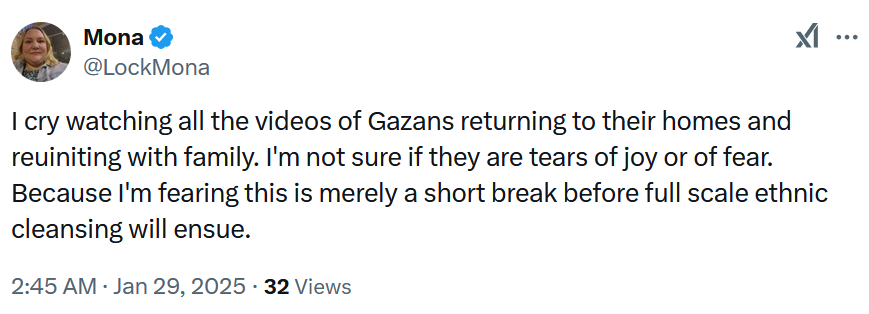 Mona
@LockMona
I cry watching all the videos of Gazans returning to their homes and
reuiniting with family. I'm not sure if they are tears of joy or of fear.
Because I'm fearing this is merely a short break before full scale ethnic
cleansing will ensue.
2:45 AM · Jan 29, 2025 · 32 Views